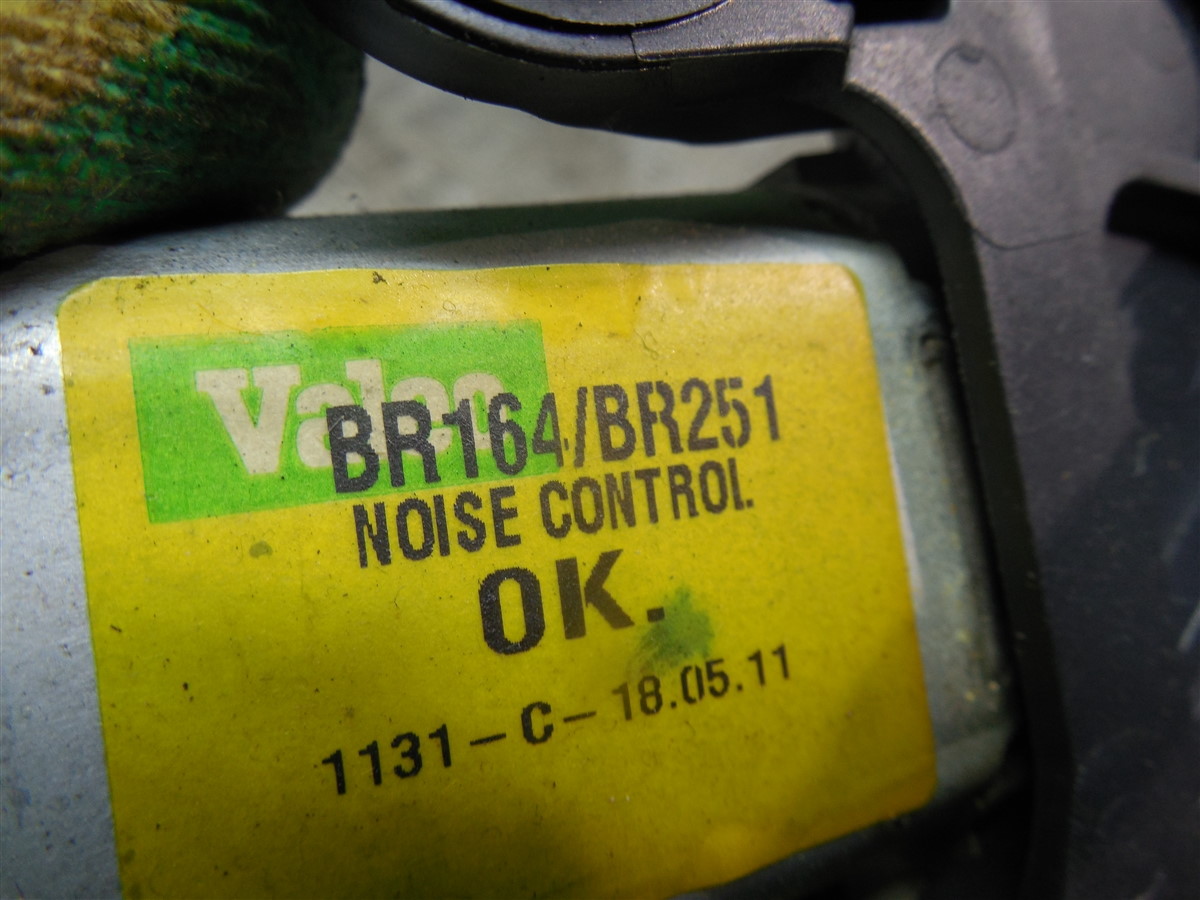 Valeo
BR164/BR251
NOISE CONTROL
OK.
1131-C-18.05.11